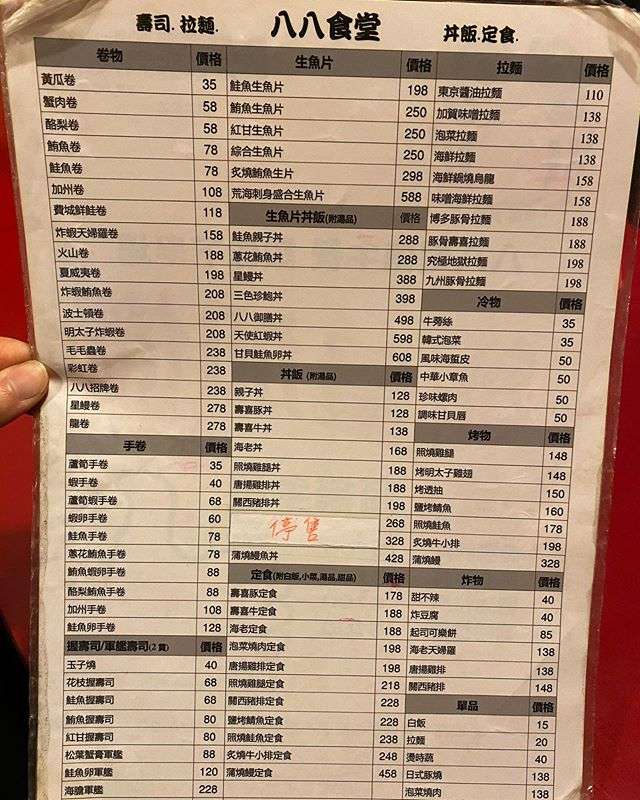 壽司.拉麵.
八八食堂
丼飯.定食.
卷物 價格
黃瓜卷 35
蟹肉卷 58
酪梨卷 58
鮪魚卷 78
鮭魚卷 78
加州卷 108
費城鮮鮭卷 118
炸蝦天婦羅卷 158
火山卷 188
夏威夷卷 198
炸蝦鮪魚卷 208
波士頓卷 208
明太子炸蝦卷 208
毛毛蟲卷 238
彩虹卷 238
八八招牌卷 238
星鰻卷 278
龍卷 278
手卷 價格
蘆筍手卷 35
蝦手卷 40
蘆筍蝦手卷 68
蝦卵手卷 60
鮭魚手卷 78
蔥花鮪魚手卷 78
鮪魚蝦卵手卷 88
酪梨鮪魚手卷 88
加州手卷 108
鮭魚卵手卷 128
握壽司/軍艦壽司(2貫) 價格
玉子燒 40
花枝握壽司 68
鮭魚握壽司 68
鮪魚握壽司 80
紅甘握壽司 80
松葉蟹膏軍艦 88
鮭魚卵軍艦 120
海膽軍艦 228
生魚片 價格
鮭魚生魚片 198
鮪魚生魚片 250
紅甘生魚片 250
綜合生魚片 250
炙燒鮪魚生片 298
荒海刺身盛合生魚片 588
生魚片丼飯(附湯品) 價格
鮭魚親子丼 288
蔥花鮪魚丼 288
星鰻丼 388
三色珍鮑丼 398
八八御膳丼 498
天使紅蝦丼 598
甘貝鮭魚卵丼 608
丼飯 (附湯品) 價格
親子丼 128
壽喜豚丼 128
壽喜牛丼 138
海老丼 168
照燒雞腿丼 188
唐揚雞排丼 188
關西豬排丼 198
停售 268
328
蒲燒鰻魚丼 428
定食(附白飯,小菜,湯品,甜品) 價格
壽喜豚定食 178
壽喜牛定食 188
海老定食 188
泡菜燒肉定食 198
唐揚雞排定食 198
照燒雞腿定食 218
關西豬排定食 228
鹽烤鯖魚定食 228
照燒鮭魚定食 238
炙燒牛小排定食 248
蒲燒鰻定食 458
拉麵 價格
東京醬油拉麵 110
加賀味噌拉麵 138
泡菜拉麵 138
海鮮拉麵 138
海鮮鍋燒烏龍 158
味噌海鮮拉麵 158
博多豚骨拉麵 188
豚骨壽喜拉麵 188
究極地獄拉麵 198
九州豚骨拉麵 198
冷物 價格
牛蒡絲 35
韓式泡菜 35
風味海蜇皮 50
中華小章魚 50
珍味螺肉 50
調味甘貝唇 50
烤物 價格
照燒雞腿 148
烤明太子雞翅 148
烤透抽 150
鹽烤鯖魚 160
照燒鮭魚 178
炙燒牛小排 198
蒲燒鰻 328
炸物 價格
甜不辣 40
炸豆腐 40
起司可樂餅 85
海老天婦羅 138
唐揚雞排 138
關西豬排 148
單品 價格
白飯 15
拉麵 20
燙時蔬 40
日式豚燒 138
泡菜燒肉 138